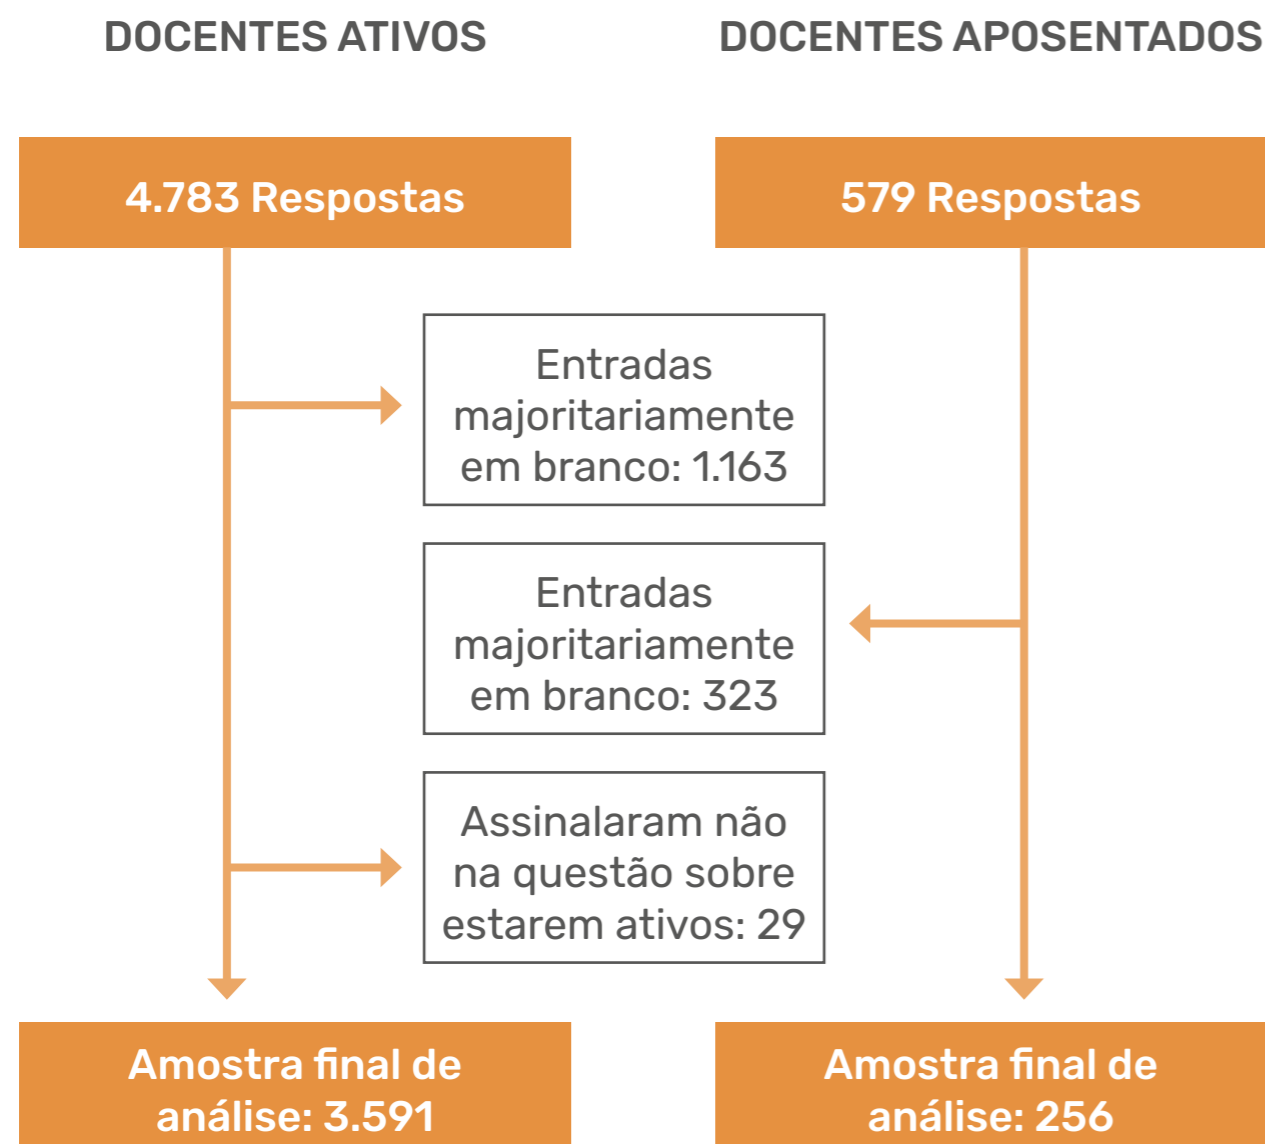 DOCENTES ATIVOS
DOCENTES APOSENTADOS
4.783 Respostas
579 Respostas
Entradas
majoritariamente
em branco: 1.163
Entradas
majoritariamente
em branco: 323
Assinalaram não
na questão sobre
estarem ativos: 29
Amostra final de
análise: 3.591
Amostra final de
análise: 256